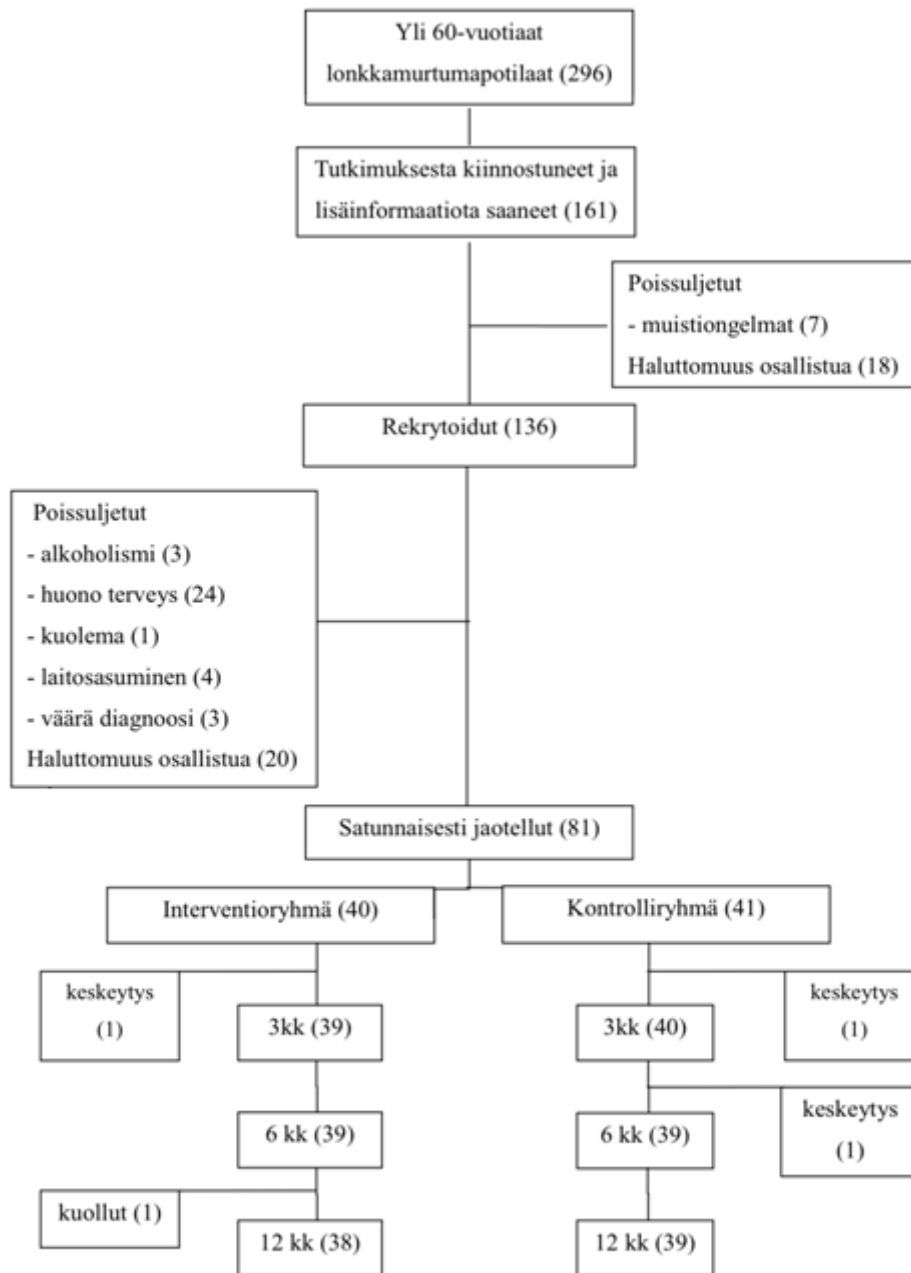 Yli 60-vuotiaat
lonkkamurtumapotilaat (296)
Tutkimuksesta kiinnostuneet ja
lisäinformaatiota saaneet (161)
Poissuljetut
- muistiongelmat (7)
Haluttomuus osallistua (18)
Rekrytoidut (136)
Poissuljetut
- alkoholismi (3)
- huono terveys (24)
- kuolema (1)
- laitosasuminen (4)
- väärä diagnoosi (3)
Haluttomuus osallistua (20)
Satunnaisesti jaotellut (81)
Interventioryhmä (40)
Kontrolliryhmä (41)
keskeytys
(1)
3kk (39)
3kk (40)
keskeytys
(1)
6 kk (39)
6 kk (39)
keskeytys
(1)
kuollut (1)
12 kk (38)
12 kk (39)